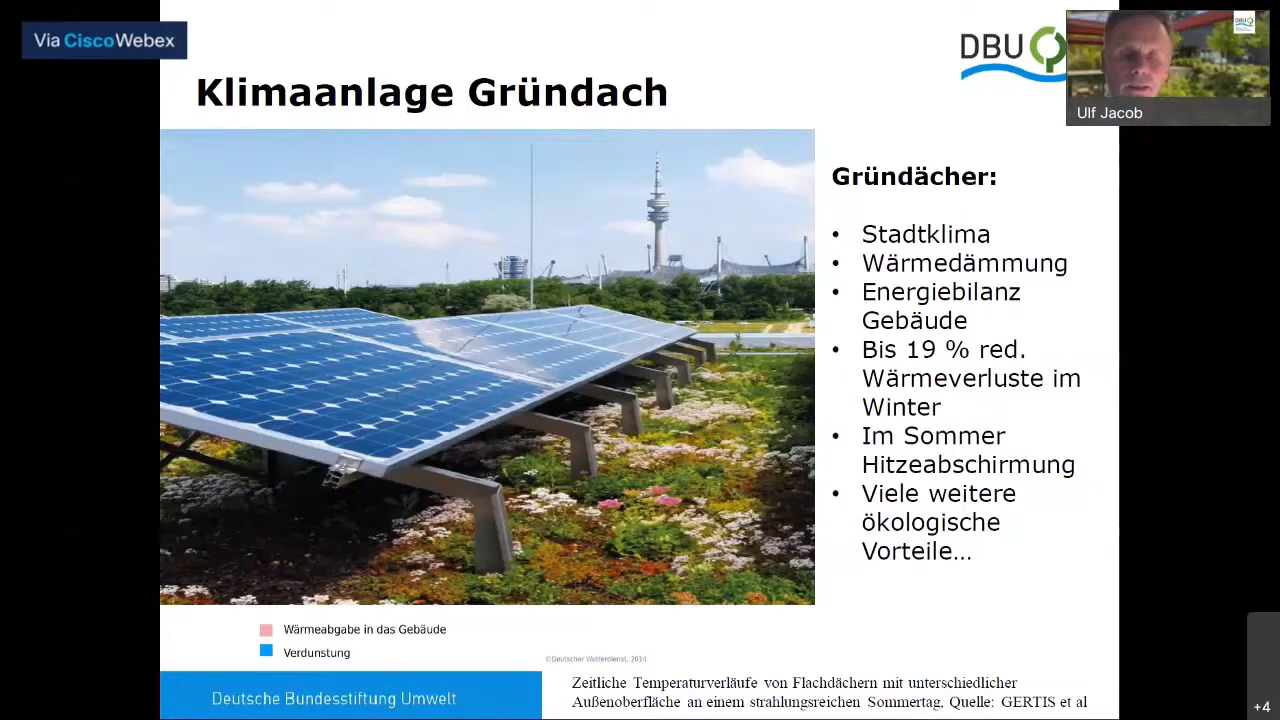 Via CiscoWebex
DBU
Ulf Jacob
Klimaanlage Gründach
Gründächer:
• Stadtklima
• Wärmedämmung
• Energiebilanz
Gebäude
• Bis 19 % red.
Wärmeverluste im
Winter
• Im Sommer
Hitzeabschirmung
• Viele weitere
ökologische
Vorteile…
Wärmeabgabe in das Gebäude
Verdunstung
©Deutscher Wetterdienst, 2014
Deutsche Bundesstiftung Umwelt
Zeitliche Temperaturverläufe von Flachdächern mit unterschiedlicher
Außenoberfläche an einem strahlungsreichen Sommertag, Quelle: GERTIS et al
+4